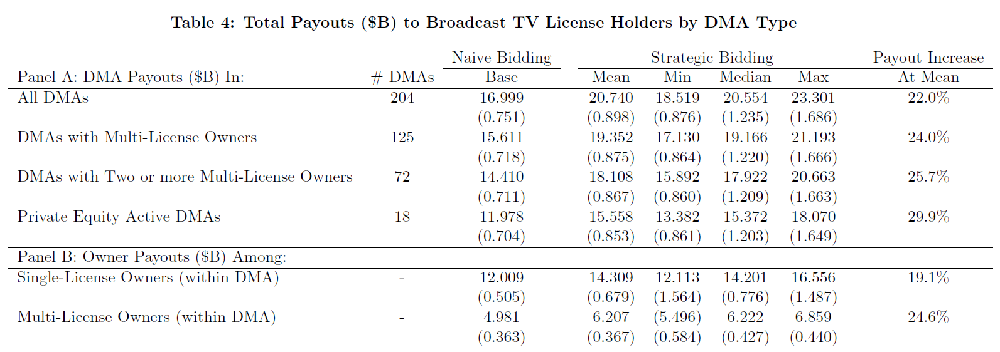 Table 4: Total Payouts ($B) to Broadcast TV License Holders by DMA Type
Naive Bidding Strategic Bidding Payout Increase
Panel A: DMA Payouts ($B) In: # DMAs Base Mean Min Median Max At Mean
All DMAs 204 16.999 20.740 18.519 20.554 23.301 22.0%
(0.751) (0.898) (0.876) (1.235) (1.686)
DMAs with Multi-License Owners 125 15.611 19.352 17.130 19.166 21.193 24.0%
(0.718) (0.875) (0.864) (1.220) (1.666)
DMAs with Two or more Multi-License Owners 72 14.410 18.108 15.892 17.922 20.663 25.7%
(0.711) (0.867) (0.860) (1.209) (1.663)
Private Equity Active DMAs 18 11.978 15.558 13.382 15.372 18.070 29.9%
(0.704) (0.853) (0.861) (1.203) (1.649)
Panel B: Owner Payouts ($B) Among:
Single-License Owners (within DMA) - 12.009 14.309 12.113 14.201 16.556 19.1%
(0.505) (0.679) (1.564) (0.776) (1.487)
Multi-License Owners (within DMA) - 4.981 6.207 (5.496) 6.222 6.859 24.6%
(0.363) (0.367) (0.584) (0.427) (0.440)